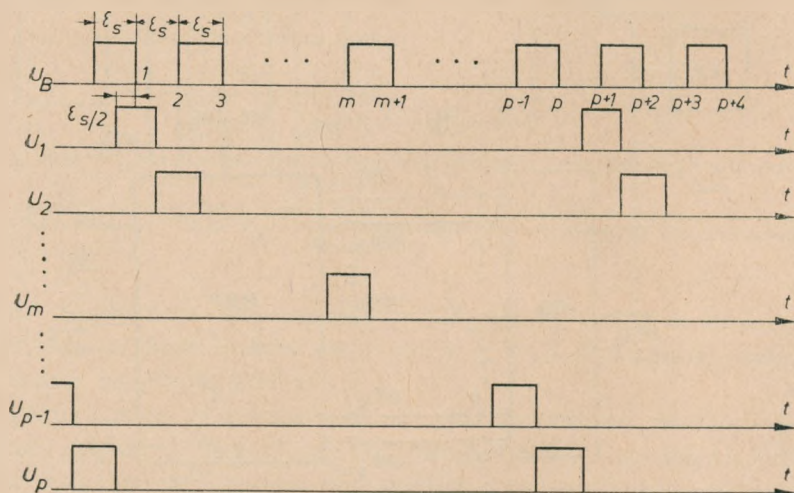 ε_s ε_s ε_s
U_B 1 2 3 . . . m m+1 . . . p-1 p p+1 p+2 p+3 p+4 t
ε_s/2
U_1 t
U_2 t
U_m t
U_p-1 t
U_p t